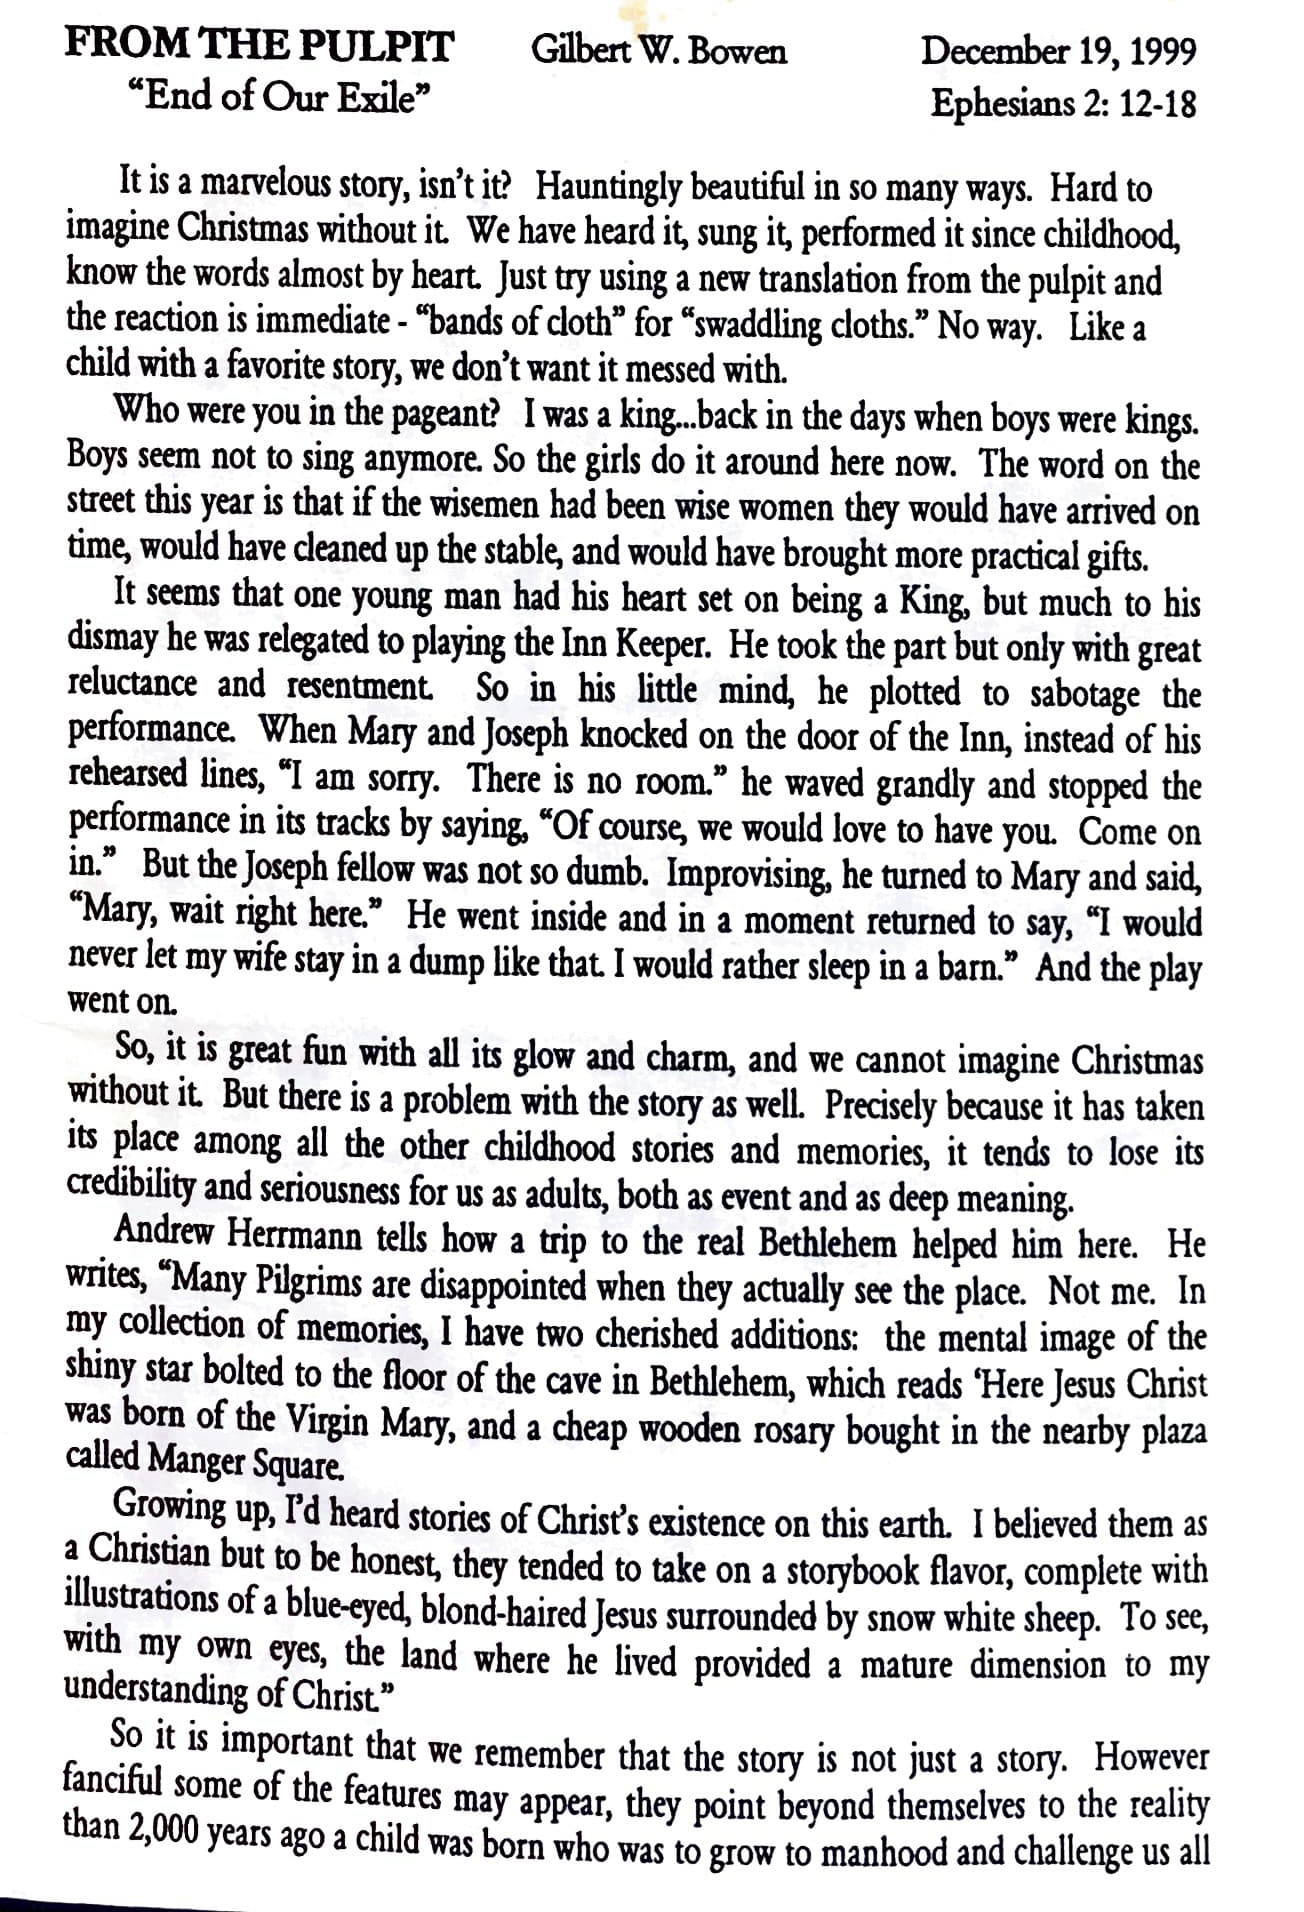 FROM THE PULPIT Gilbert W. Bowen December 19, 1999
“End of Our Exile” Ephesians 2: 12-18
It is a marvelous story, isn’t it? Hauntingly beautiful in so many ways. Hard to
imagine Christmas without it. We have heard it, sung it, performed it since childhood,
know the words almost by heart. Just try using a new translation from the pulpit and
the reaction is immediate - “bands of cloth” for “swaddling cloths.” No way. Like a
child with a favorite story, we don’t want it messed with.
Who were you in the pageant? I was a king...back in the days when boys were kings.
Boys seem not to sing anymore. So the girls do it around here now. The word on the
street this year is that if the wisemen had been wise women they would have arrived on
time, would have cleaned up the stable, and would have brought more practical gifts.
It seems that one young man had his heart set on being a King, but much to his
dismay he was relegated to playing the Inn Keeper. He took the part but only with great
reluctance and resentment. So in his little mind, he plotted to sabotage the
performance. When Mary and Joseph knocked on the door of the Inn, instead of his
rehearsed lines, “I am sorry. There is no room.” he waved grandly and stopped the
performance in its tracks by saying, “Of course, we would love to have you. Come on
in.” But the Joseph fellow was not so dumb. Improvising, he turned to Mary and said,
“Mary, wait right here.” He went inside and in a moment returned to say, “I would
never let my wife stay in a dump like that. I would rather sleep in a barn.” And the play
went on.
So, it is great fun with all its glow and charm, and we cannot imagine Christmas
without it. But there is a problem with the story as well. Precisely because it has taken
its place among all the other childhood stories and memories, it tends to lose its
credibility and seriousness for us as adults, both as event and as deep meaning.
Andrew Herrmann tells how a trip to the real Bethlehem helped him here. He
writes, “Many Pilgrims are disappointed when they actually see the place. Not me. In
my collection of memories, I have two cherished additions: the mental image of the
shiny star bolted to the floor of the cave in Bethlehem, which reads ‘Here Jesus Christ
was born of the Virgin Mary, and a cheap wooden rosary bought in the nearby plaza
called Manger Square.
Growing up, I’d heard stories of Christ’s existence on this earth. I believed them as
a Christian but to be honest, they tended to take on a storybook flavor, complete with
illustrations of a blue-eyed, blond-haired Jesus surrounded by snow white sheep. To see,
with my own eyes, the land where he lived provided a mature dimension to my
understanding of Christ.”
So it is important that we remember that the story is not just a story. However
fanciful some of the features may appear, they point beyond themselves to the reality
than 2,000 years ago a child was born who was to grow to manhood and challenge us all